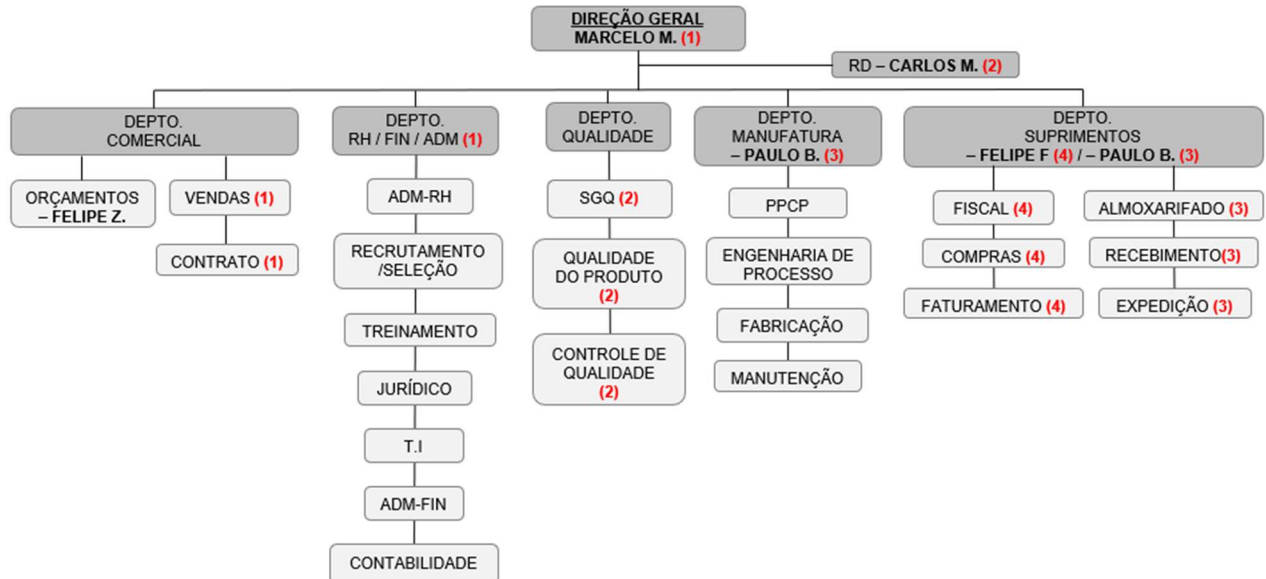 DIREÇÃO GERAL
MARCELO M. (1)
RD – CARLOS M. (2)
DEPTO.
COMERCIAL
ORÇAMENTOS
– FELIPE Z.
VENDAS (1)
CONTRATO (1)
DEPTO.
RH / FIN / ADM (1)
ADM-RH
RECRUTAMENTO
/SELEÇÃO
TREINAMENTO
JURÍDICO
T.I
ADM-FIN
CONTABILIDADE
DEPTO.
QUALIDADE
SGQ (2)
QUALIDADE
DO PRODUTO
(2)
CONTROLE DE
QUALIDADE
(2)
DEPTO.
MANUFATURA
– PAULO B. (3)
PPCP
ENGENHARIA DE
PROCESSO
FABRICAÇÃO
MANUTENÇÃO
DEPTO.
SUPRIMENTOS
– FELIPE F (4) / – PAULO B. (3)
FISCAL (4)
COMPRAS (4)
FATURAMENTO (4)
ALMOXARIFADO (3)
RECEBIMENTO(3)
EXPEDIÇÃO (3)